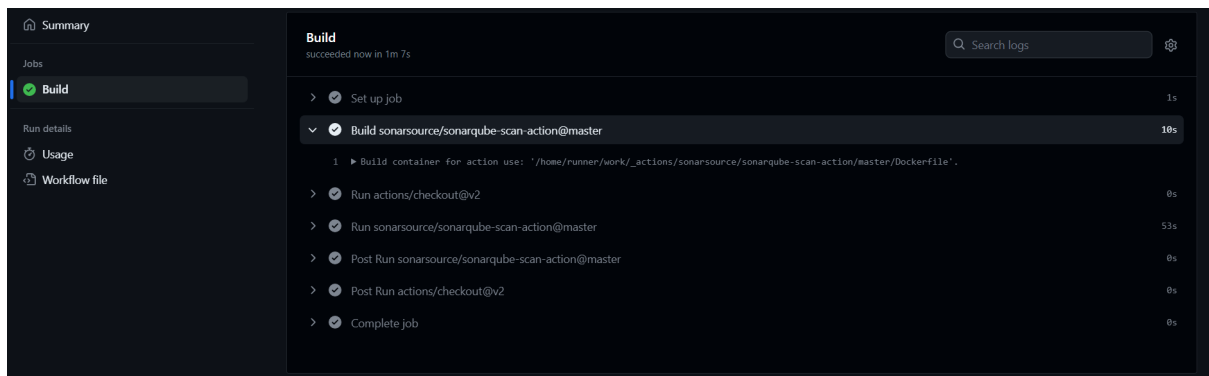 Summary
Jobs
Build
Run details
Usage
Workflow file
Build
succeeded now in 1m 7s
Search logs
Set up job 1s
Build sonarsource/sonarqube-scan-action@master 10s
1 Build container for action use: '/home/runner/work/_actions/sonarsource/sonarqube-scan-action/master/Dockerfile'.
Run actions/checkout@v2 0s
Run sonarsource/sonarqube-scan-action@master 53s
Post Run sonarsource/sonarqube-scan-action@master 0s
Post Run actions/checkout@v2 0s
Complete job 0s